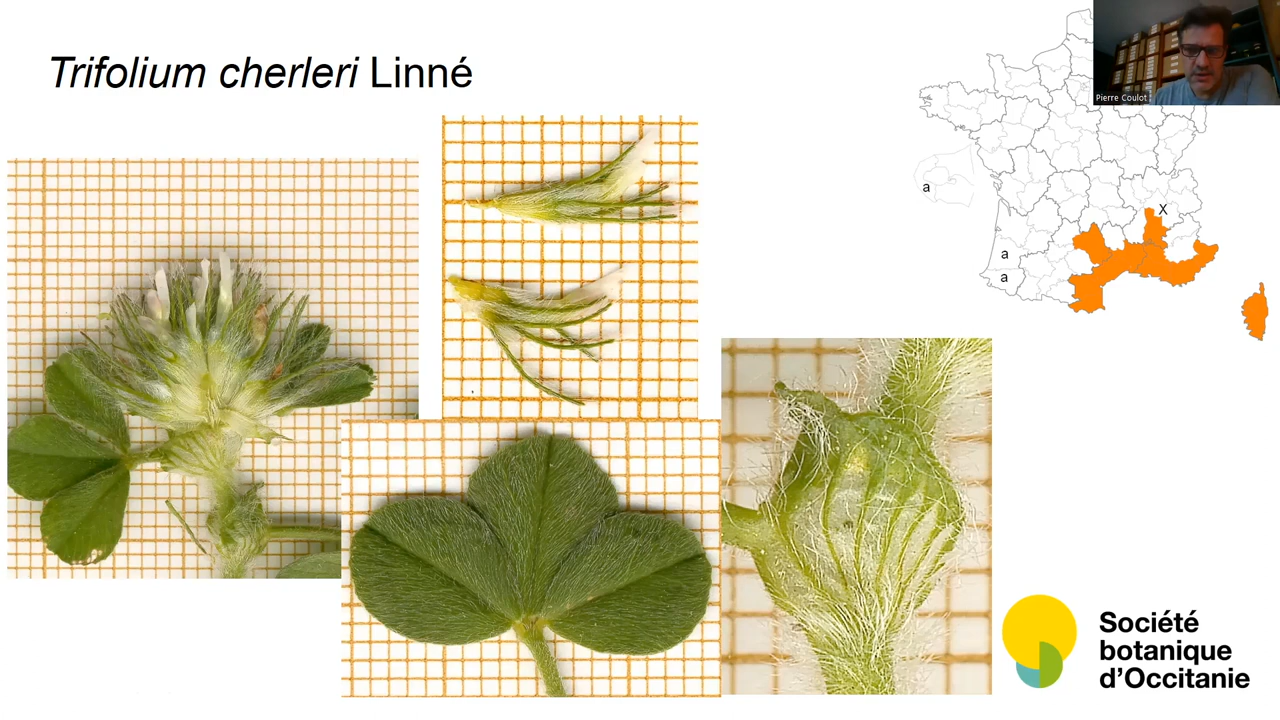 Trifolium cherleri Linné
Pierre Coulot
a
X
a
a
Société
botanique
d'Occitanie